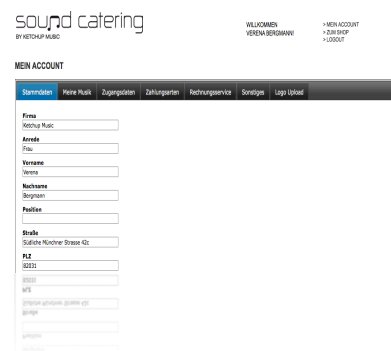 sound catering
BY KETCHUP MUSIC
WILLKOMMEN
VERENA BERGMANN!
> MEIN ACCOUNT
> ZUM SHOP
> LOGOUT
MEIN ACCOUNT
Stammdaten Meine Musik Zugangsdaten Zahlungsarten Rechnungsservice Sonstiges Logo Upload
Firma
Ketchup Music
Anrede
Frau
Vorname
Verena
Nachname
Bergmann
Position
Straße
Südliche Münchner Strasse 42c
PLZ
82031